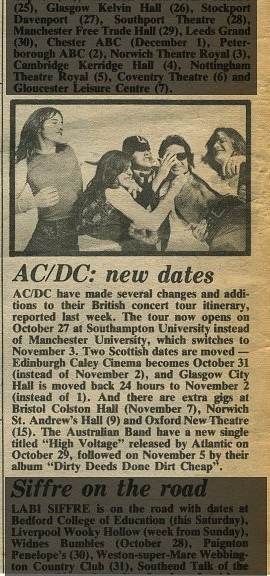 (25), Glasgow Kelvin Hall (26), Stockport
Davenport (27), Southport Theatre (28),
Manchester Free Trade Hall (29), Leeds Grand
(30), Chester ABC (December 1), Peter-
borough ABC (2), Norwich Theatre Royal (3),
Cambridge Kerridge Hall (4), Nottingham
Theatre Royal (5), Coventry Theatre (6) and
Gloucester Leisure Centre (7).
AC/DC: new dates
AC/DC have made several changes and addi-
tions to their British concert tour itinerary,
reported last week. The tour now opens on
October 27 at Southampton University instead
of Manchester University, which switches to
November 3. Two Scottish dates are moved —
Edinburgh Caley Cinema becomes October 31
(instead of November 2), and Glasgow City
Hall is moved back 24 hours to November 2
(instead of 1). And there are extra gigs at
Bristol Colston Hall (November 7), Norwich
St. Andrew's Hall (9) and Oxford New Theatre
(15). The Australian Band have a new single
titled "High Voltage" released by Atlantic on
October 29, followed on November 5 by their
album "Dirty Deeds Done Dirt Cheap".
Siffre on the road
LABI SIFFRE is on the road with dates at
Bedford College of Education (this Saturday),
Liverpool Wooky Hollow (week from Sunday),
Widnes Bumbles (October 28), Paignton
Penelope's (30), Weston-super-Mare Webbing-
ton Country Club (31), Southend Talk of the